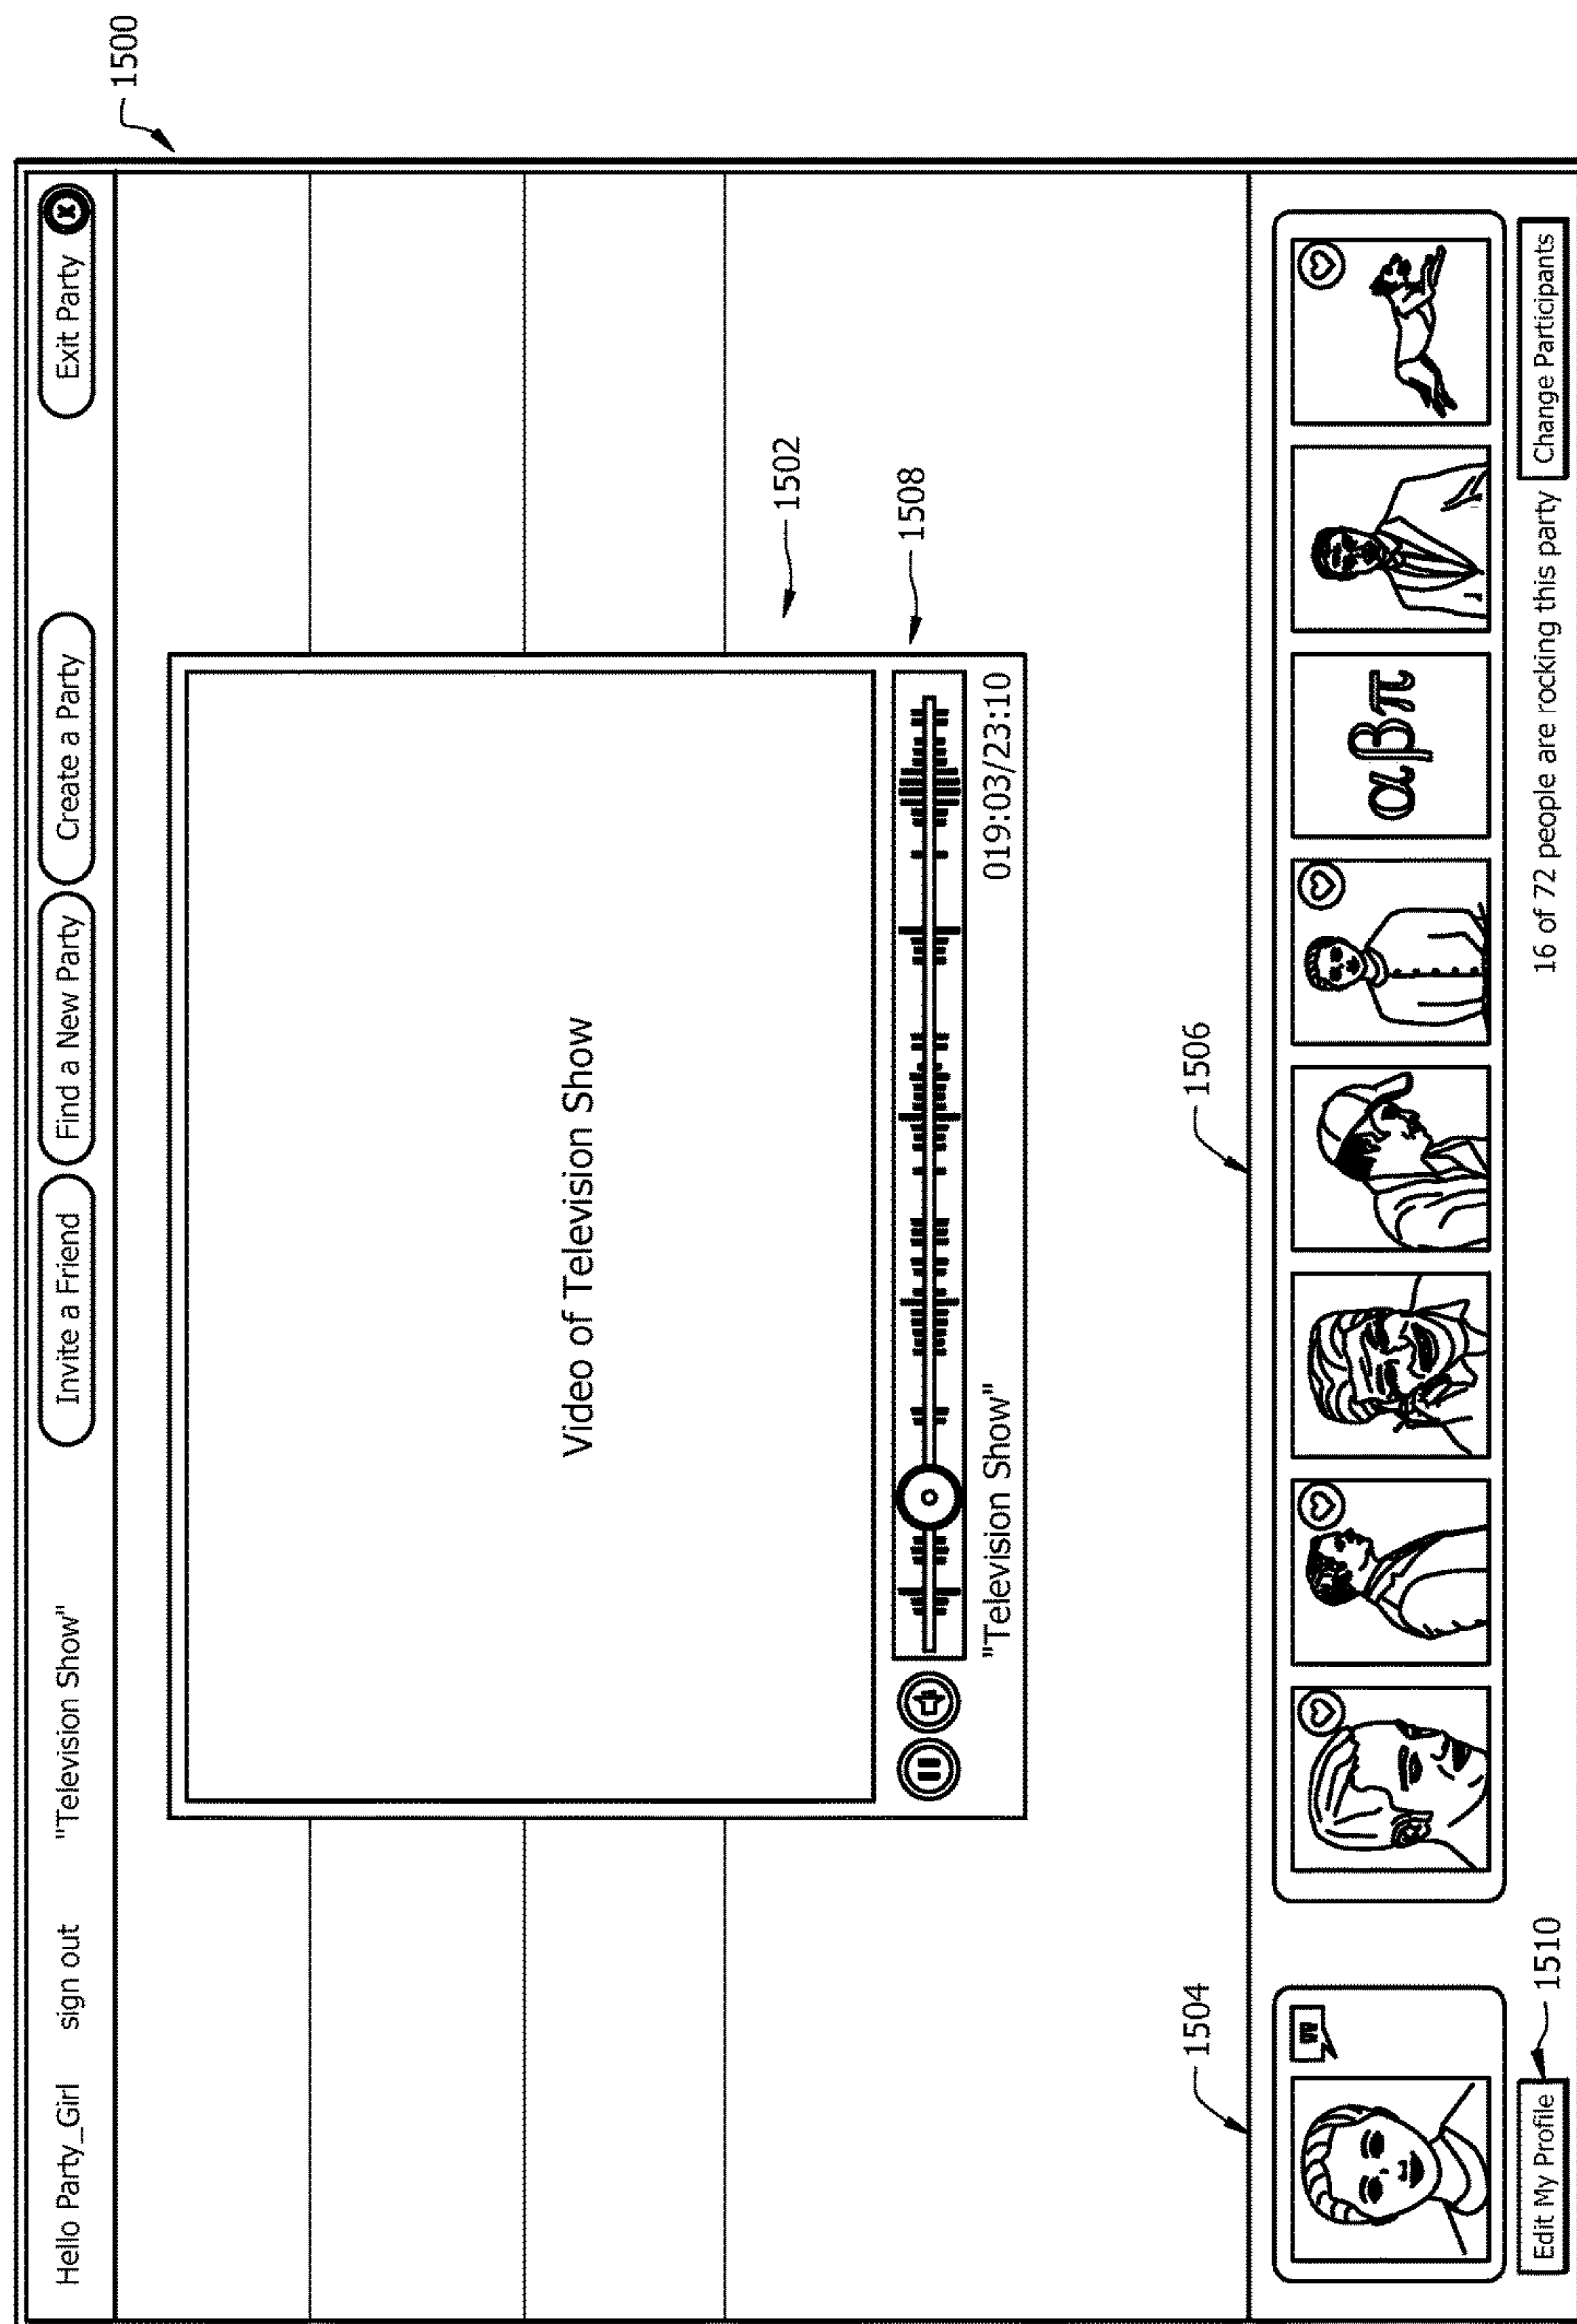 1500
Hello Party_Girl sign out "Television Show" Invite a Friend Find a New Party Create a Party Exit Party x
Video of Television Show
1502
1508
"Television Show" 019:03/23:10
1504
1506
αβπ
Edit My Profile 1510
16 of 72 people are rocking this party Change Participants